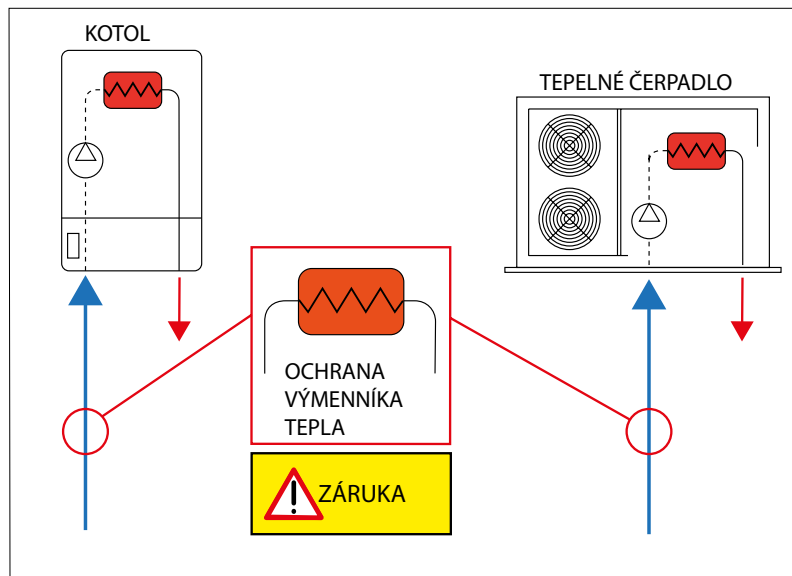 KOTOL
TEPELNÉ ČERPADLO
OCHRANA
VÝMENNÍKA
TEPLA
ZÁRUKA